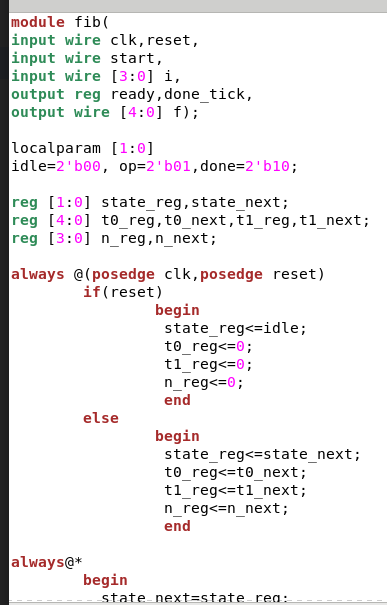 module fib(
input wire clk,reset,
input wire start,
input wire [3:0] i,
output reg ready,done_tick,
output wire [4:0] f);
localparam [1:0]
idle=2'b00, op=2'b01,done=2'b10;
reg [1:0] state_reg,state_next;
reg [4:0] t0_reg,t0_next,t1_reg,t1_next;
reg [3:0] n_reg,n_next;
always @(posedge clk,posedge reset)
if(reset)
begin
state_reg<=idle;
t0_reg<=0;
t1_reg<=0;
n_reg<=0;
end
else
begin
state_reg<=state_next;
t0_reg<=t0_next;
t1_reg<=t1_next;
n_reg<=n_next;
end
always@*
begin
state_next=state_reg;